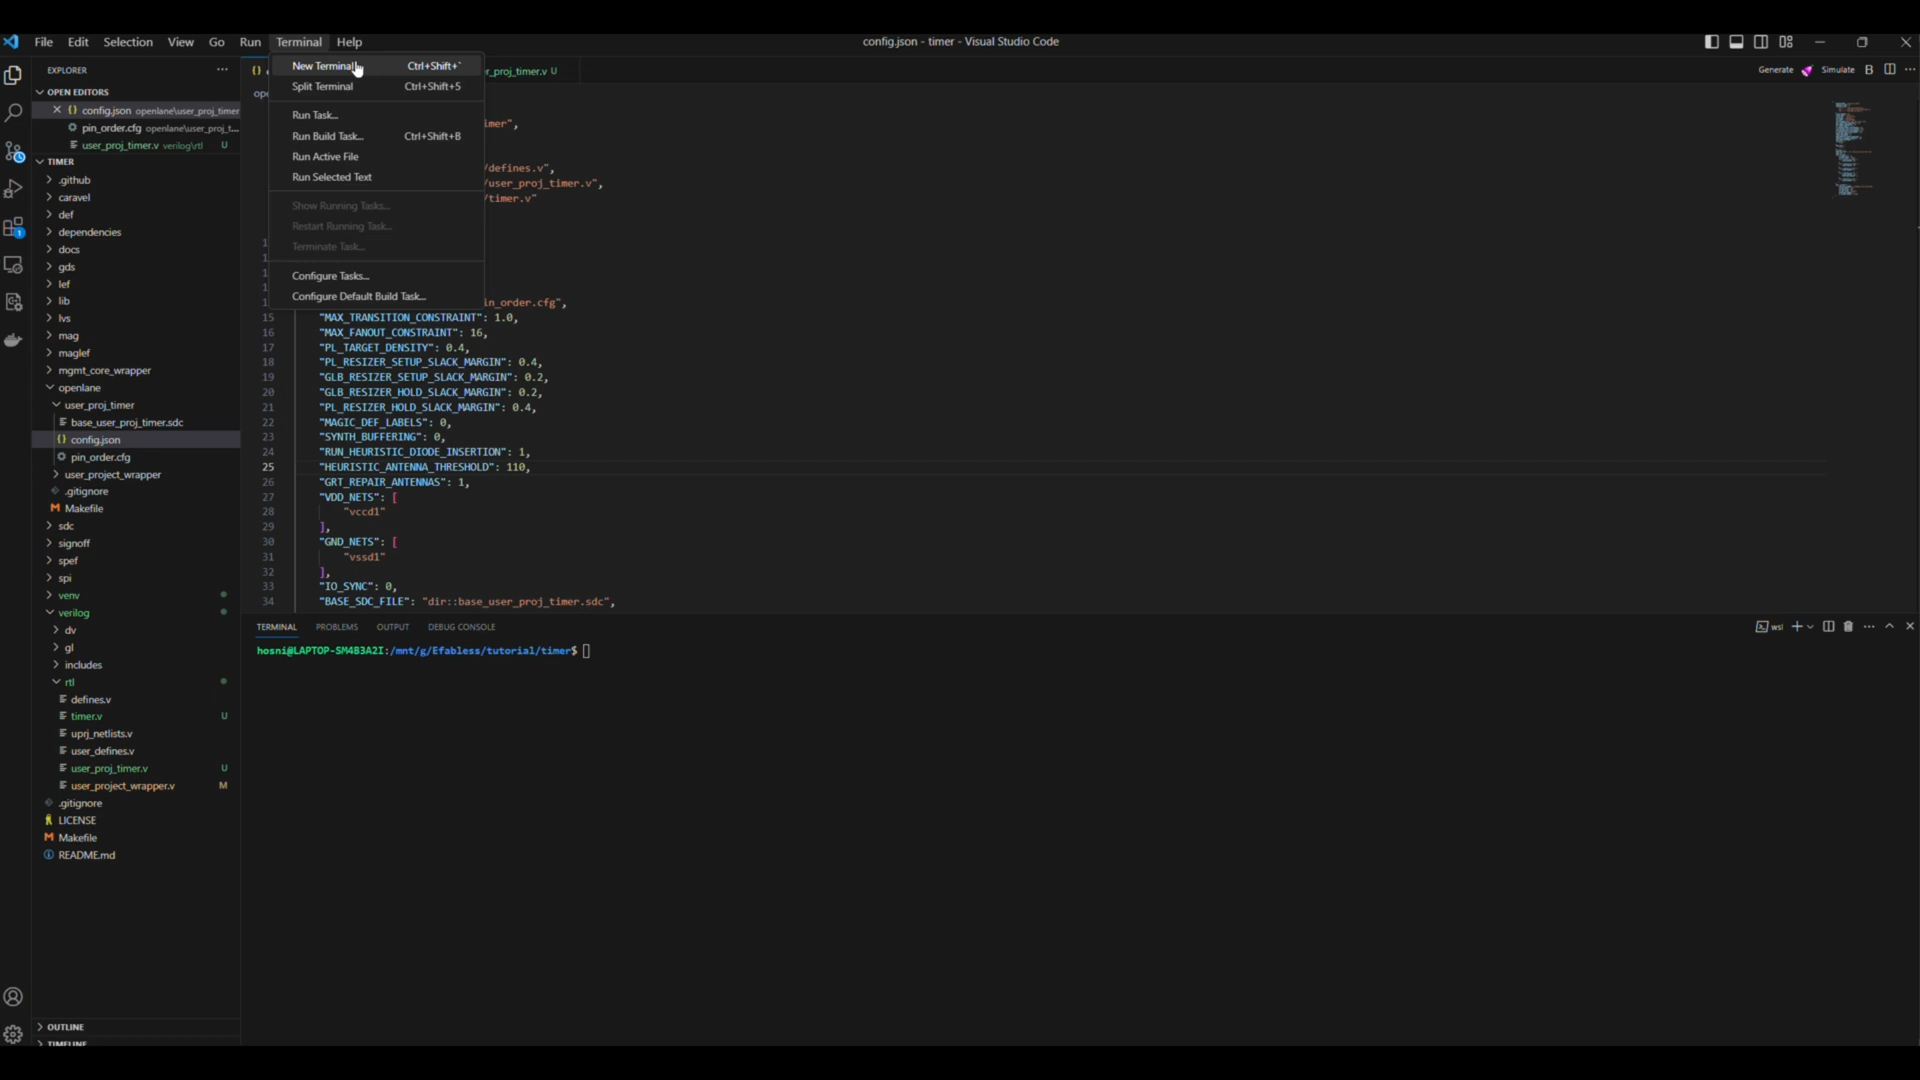 File Edit Selection View Go Run Terminal Help
config.json - timer - Visual Studio Code
EXPLORER
OPEN EDITORS
config.json openlane\user_proj_timer
pin_order.cfg openlane\user_proj_t...
user_proj_timer.v verilog\rtl U
TIMER
.github
caravel
def
dependencies
docs
gds
lef
lib
lvs
mag
maglef
mgmt_core_wrapper
openlane
user_proj_timer
base_user_proj_timer.sdc
config.json
pin_order.cfg
user_project_wrapper
.gitignore
Makefile
sdc
signoff
spef
spi
venv
verilog
dv
gl
includes
rtl
defines.v
timer.v U
uprj_netlists.v
user_defines.v
user_proj_timer.v U
user_project_wrapper.v M
.gitignore
LICENSE
Makefile
README.md
OUTLINE
TIMELINE
New Terminal Ctrl+Shift+`
Split Terminal Ctrl+Shift+5
Run Task...
Run Build Task... Ctrl+Shift+B
Run Active File
Run Selected Text
Show Running Tasks...
Restart Running Task...
Terminate Task...
Configure Tasks...
Configure Default Build Task...
r_proj_timer.v U
Generate Simulate B
ope
imer",
/defines.v",
/user_proj_timer.v",
/timer.v"
in_order.cfg",
15 "MAX_TRANSITION_CONSTRAINT": 1.0,
16 "MAX_FANOUT_CONSTRAINT": 16,
17 "PL_TARGET_DENSITY": 0.4,
18 "PL_RESIZER_SETUP_SLACK_MARGIN": 0.4,
19 "GLB_RESIZER_SETUP_SLACK_MARGIN": 0.2,
20 "GLB_RESIZER_HOLD_SLACK_MARGIN": 0.2,
21 "PL_RESIZER_HOLD_SLACK_MARGIN": 0.4,
22 "MAGIC_DEF_LABELS": 0,
23 "SYNTH_BUFFERING": 0,
24 "RUN_HEURISTIC_DIODE_INSERTION": 1,
25 "HEURISTIC_ANTENNA_THRESHOLD": 110,
26 "GRT_REPAIR_ANTENNAS": 1,
27 "VDD_NETS": [
28 "vccd1"
29 ],
30 "GND_NETS": [
31 "vssd1"
32 ],
33 "IO_SYNC": 0,
34 "BASE_SDC_FILE": "dir::base_user_proj_timer.sdc",
TERMINAL PROBLEMS OUTPUT DEBUG CONSOLE
wsl
hosni@LAPTOP-SM4B3A2I:/mnt/g/Efabless/tutorial/timer$